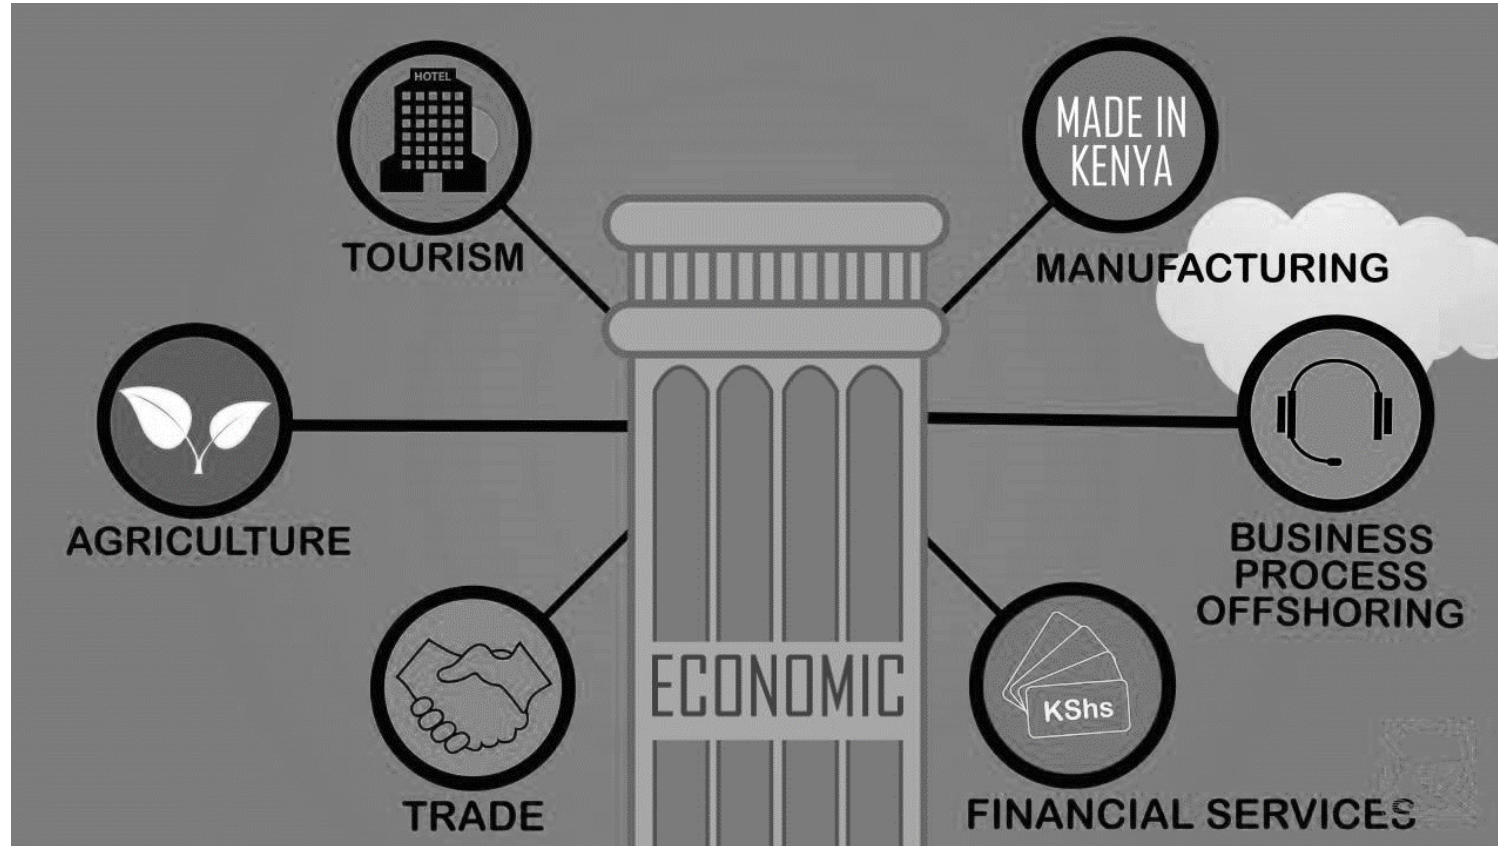 HOTEL
TOURISM
MADE IN
KENYA
MANUFACTURING
AGRICULTURE
BUSINESS
PROCESS
OFFSHORING
ECONOMIC
TRADE
KShs
FINANCIAL SERVICES